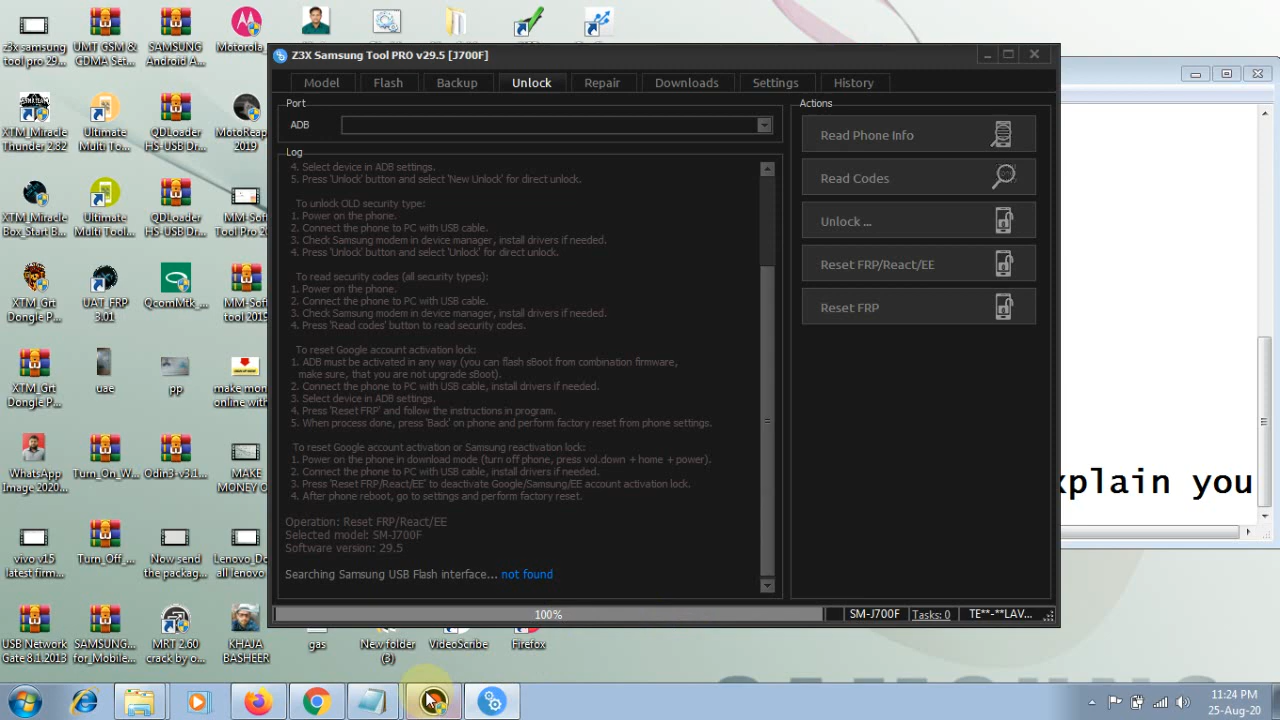 z3x samsung
tool pro 29...
UMT GSM &
CDMA Set...
SAMSUNG
Android A...
Motorola_
XTM_Miracle
Thunder 2.82
Ultimate
Multi To...
QDLoader
HS-USB Dr...
MotoReap
2019
XTM_Miracle
Box_Start B...
Ultimate
Multi Tool...
QDLoader
HS-USB Dr...
MM-Soft
Tool Pro 20
XTM_Grt
Dongle P...
UAT_FRP
3.01
QcomMtk_...
MM-Sof
tool 2019
XTM_Grt
Dongle P...
uae
pp
make mon
online with
WhatsApp
Image 2020...
Turn_On_W...
Odin3-v3.1...
MAKE
MONEY O
vivo v15
latest firm...
Turn_Off_...
Now send
the packag...
Lenovo_Do
all lenovo
USB Network
Gate 8.1.2013
SAMSUNG...
for_Mobile...
MRT 2.60
crack by o...
KHAJA
BASHEER
gas
New folder
(3)
VideoScribe
Firefox
Z3X Samsung Tool PRO v29.5 [J700F]
Model Flash Backup Unlock Repair Downloads Settings History
Port
ADB
Log
4. Select device in ADB settings.
5. Press 'Unlock' button and select 'New Unlock' for direct unlock.
To unlock OLD security type:
1. Power on the phone.
2. Connect the phone to PC with USB cable.
3. Check Samsung modem in device manager, install drivers if needed.
4. Press 'Unlock' button and select 'Unlock' for direct unlock.
To read security codes (all security types):
1. Power on the phone.
2. Connect the phone to PC with USB cable.
3. Check Samsung modem in device manager, install drivers if needed.
4. Press 'Read codes' button to read security codes.
To reset Google account activation lock:
1. ADB must be activated in any way (you can flash sBoot from combination firmware,
make sure, that you are not upgrade sBoot).
2. Connect the phone to PC with USB cable, install drivers if needed.
3. Select device in ADB settings.
4. Press 'Reset FRP' and follow the instructions in program.
5. When process done, press 'Back' on phone and perform factory reset from phone settings.
To reset Google account activation or Samsung reactivation lock:
1. Power on the phone in download mode (turn off phone, press vol.down + home + power).
2. Connect the phone to PC with USB cable, install drivers if needed.
3. Press 'Reset FRP/React/EE' to deactivate Google/Samsung/EE account activation lock.
4. After phone reboot, go to settings and perform factory reset.
Operation: Reset FRP/React/EE
Selected model: SM-J700F
Software version: 29.5
Searching Samsung USB Flash interface... not found
Actions
Read Phone Info
Read Codes
Unlock ...
Reset FRP/React/EE
Reset FRP
100%
SM-J700F Tasks: 0 TE**-**LAV...
xplain you
11:24 PM
25-Aug-20